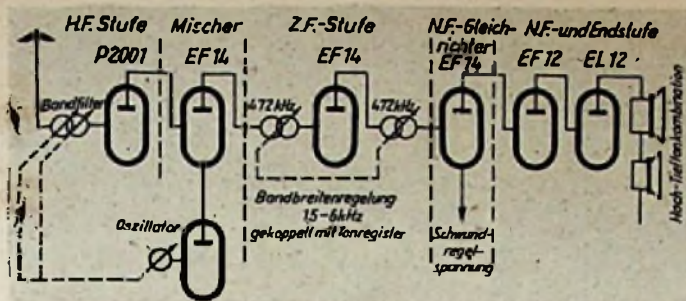 H.F. Stufe
P2001
Mischer
EF 14
Z.F.-Stufe
EF 14
N.F.-Gleich-
richter
EF 14
N.F.-und Endstufe
EF 12
EL 12
Bandfilter
472 kHz
472 kHz
Bandbreitenregelung
1,5-6 kHz
gekoppelt mit Tonregister
Oszillator
Schwund-
regel-
spannung
Hoch-Tieftonkombination